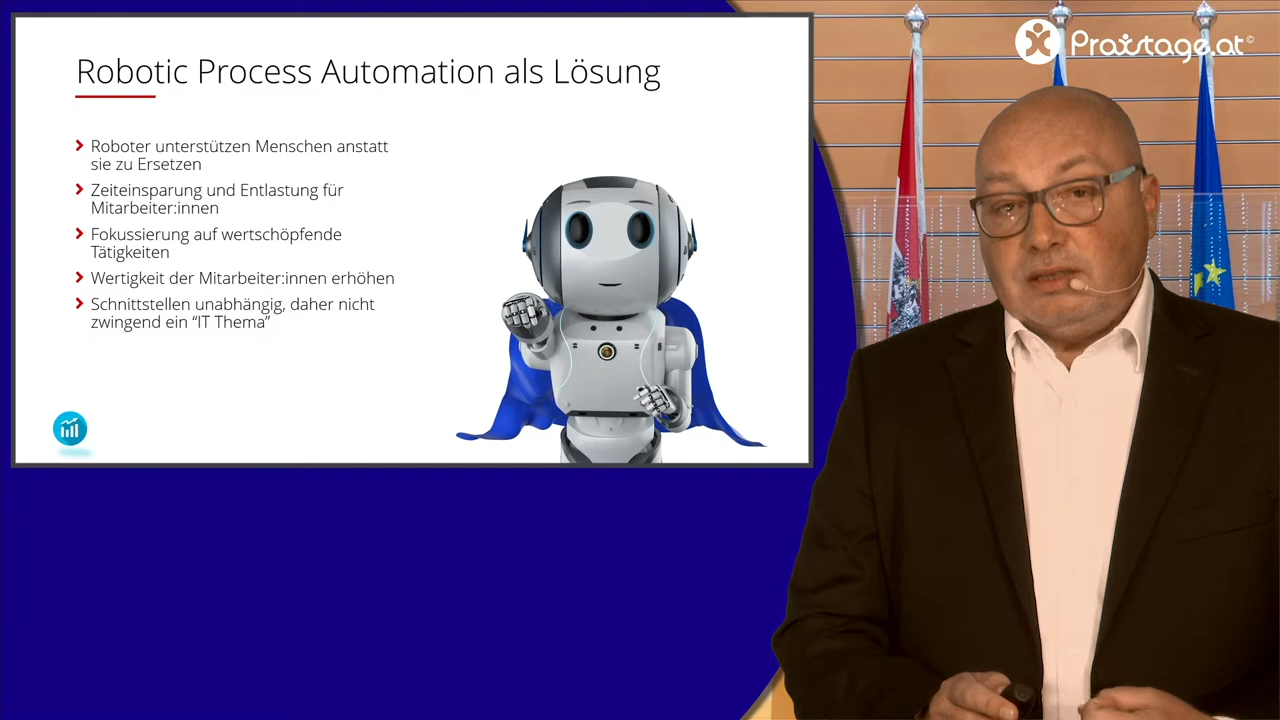 Robotic Process Automation als Lösung
Roboter unterstützen Menschen anstatt
sie zu Ersetzen
Zeiteinsparung und Entlastung für
Mitarbeiter:innen
Fokussierung auf wertschöpfende
Tätigkeiten
Wertigkeit der Mitarbeiter:innen erhöhen
Schnittstellen unabhängig, daher nicht
zwingend ein “IT Thema”
Praistage.at©